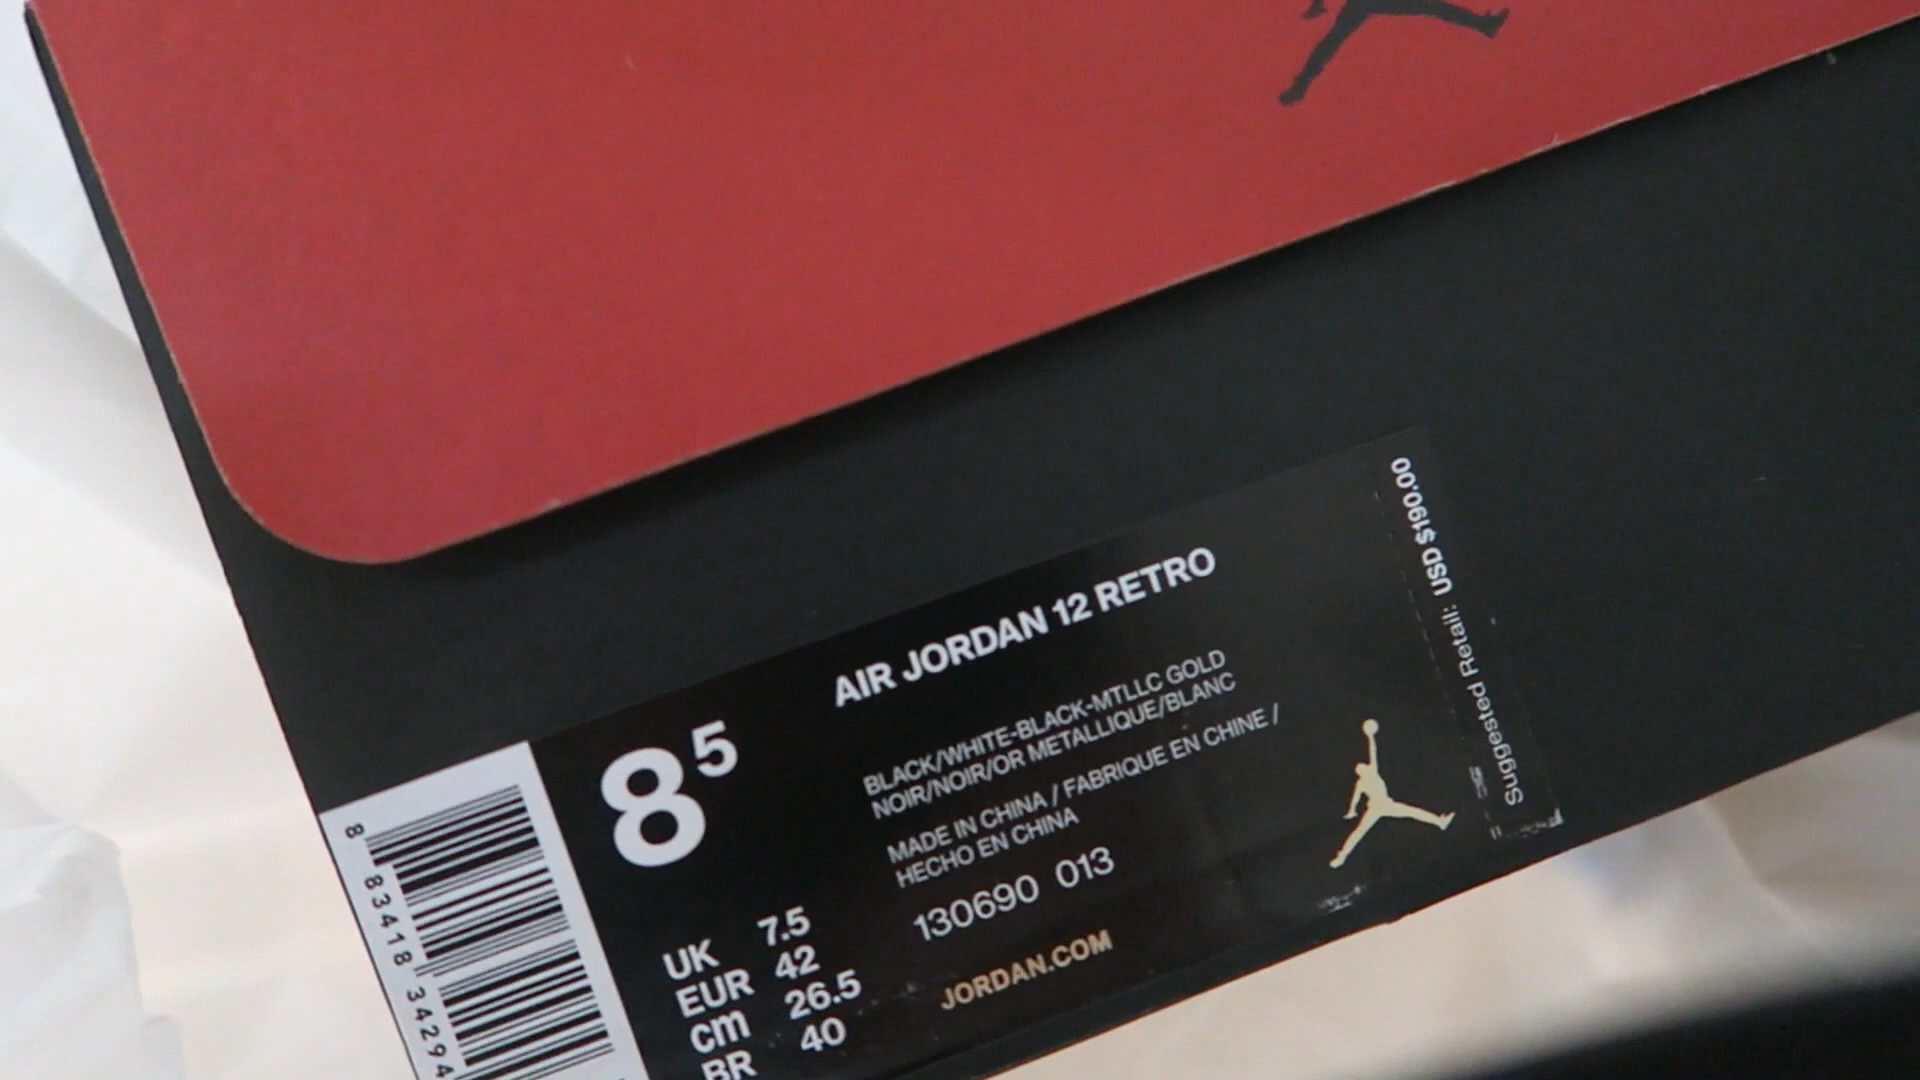 AIR JORDAN 12 RETRO
8⁵
BLACK/WHITE-BLACK-MTLLC GOLD
NOIR/NOIR/OR METALLIQUE/BLANC
MADE IN CHINA / FABRIQUE EN CHINE /
HECHO EN CHINA
130690 013
JORDAN.COM
UK 7.5
EUR 42
cm 26.5
BR 40
Suggested Retail: USD $190.00
8 83418 34294